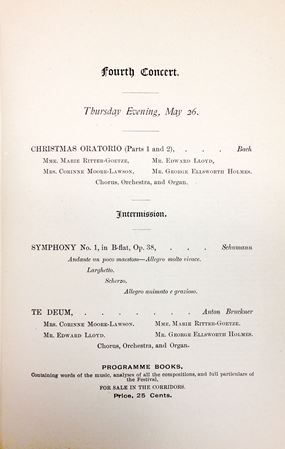 Fourth Concert.
Thursday Evening, May 26.
CHRISTMAS ORATORIO (Parts 1 and 2), . . . Bach
Mme. Marie Ritter-Goetze, Mr. Edward Lloyd,
Mrs. Corinne Moore-Lawson, Mr. George Ellsworth Holmes.
Chorus, Orchestra, and Organ.
Intermission.
SYMPHONY No. 1, in B-flat, Op. 38, . . . Schumann
Andante un poco maestoso—Allegro molto vivace.
Larghetto.
Scherzo.
Allegro animato e grazioso.
TE DEUM, . . . . . . . Anton Bruckner
Mrs. Corinne Moore-Lawson, Mme. Marie Ritter-Goetze,
Mr. Edward Lloyd, Mr. George Ellsworth Holmes.
Chorus, Orchestra, and Organ.
PROGRAMME BOOKS,
Containing words of the music, analyses of all the compositions, and full particulars of
the Festival,
FOR SALE IN THE CORRIDORS.
Price, 25 Cents.